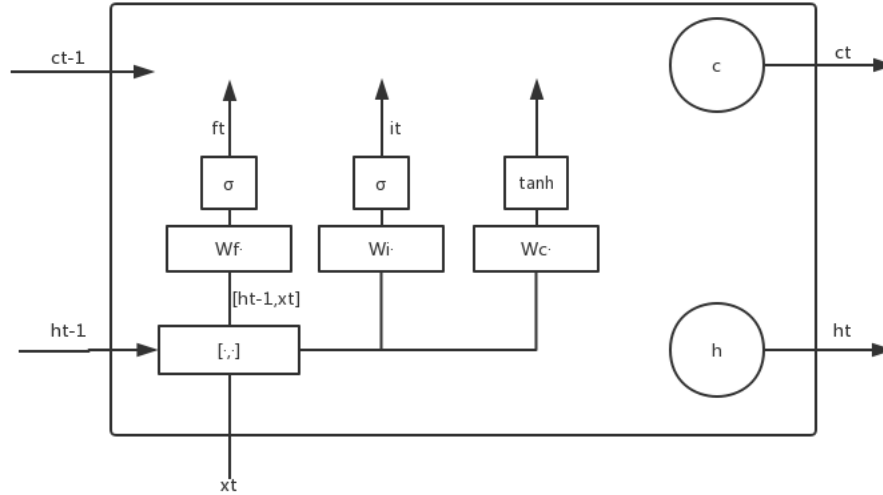 ct-1
c
ct
ft
it
σ
σ
tanh
Wf·
Wi·
Wc·
[ht-1,xt]
ht-1
[·,·]
h
ht
xt